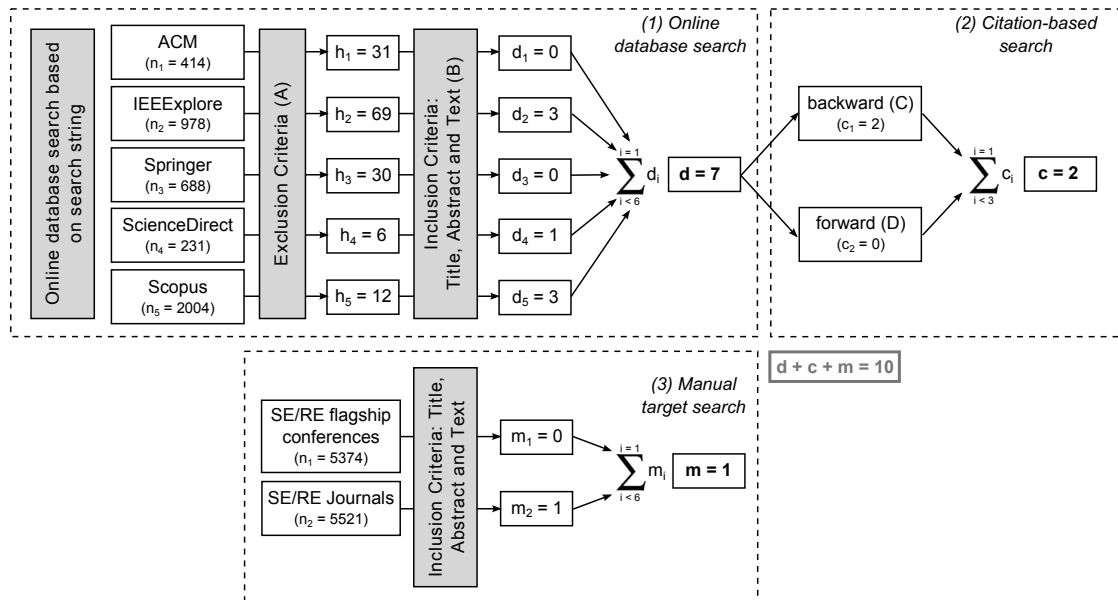 (1) Online
database search
Online database search based
on search string
ACM
(n₁ = 414)
IEEExplore
(n₂ = 978)
Springer
(n₃ = 688)
ScienceDirect
(n₄ = 231)
Scopus
(n₅ = 2004)
Exclusion Criteria (A)
h₁ = 31
h₂ = 69
h₃ = 30
h₄ = 6
h₅ = 12
Inclusion Criteria:
Title, Abstract and Text (B)
d₁ = 0
d₂ = 3
d₃ = 0
d₄ = 1
d₅ = 3
i = 1
∑ dᵢ
i < 6
d = 7
(2) Citation-based
search
backward (C)
(c₁ = 2)
forward (D)
(c₂ = 0)
i = 1
∑ cᵢ
i < 3
c = 2
d + c + m = 10
(3) Manual
target search
SE/RE flagship
conferences
(n₁ = 5374)
SE/RE Journals
(n₂ = 5521)
Inclusion Criteria: Title,
Abstract and Text
m₁ = 0
m₂ = 1
i = 1
∑ mᵢ
i < 6
m = 1